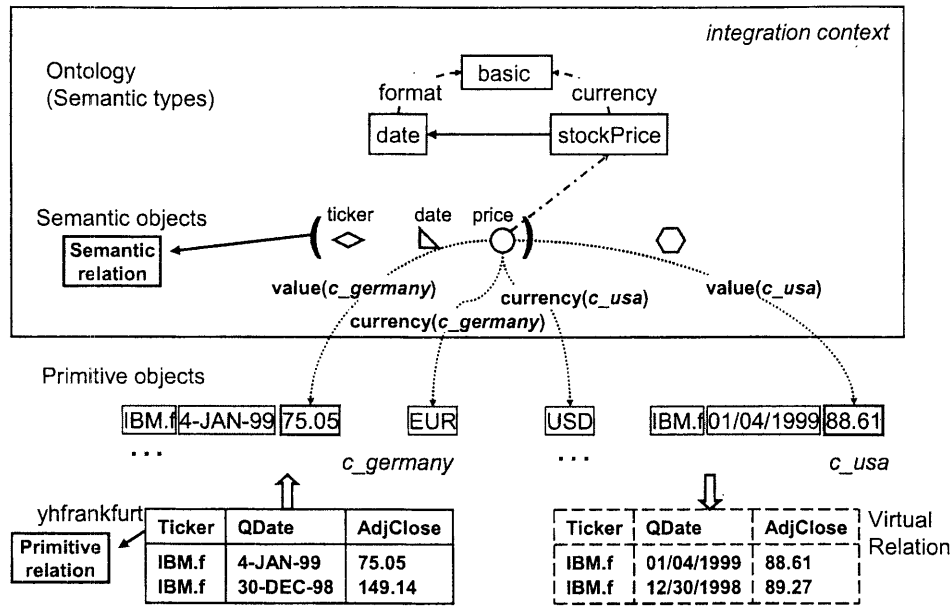 integration context
Ontology
(Semantic types)
basic
format
currency
date
stockPrice
Semantic objects
ticker
date
price
( )
Semantic
relation
value(c_germany)
currency(c_usa)
value(c_usa)
currency(c_germany)
Primitive objects
IBM.f 4-JAN-99 75.05
EUR
USD
IBM.f 01/04/1999 88.61
...
c_germany
...
c_usa
yhfrankfurt
Primitive
relation
Ticker QDate AdjClose
IBM.f 4-JAN-99 75.05
IBM.f 30-DEC-98 149.14
Ticker QDate AdjClose
IBM.f 01/04/1999 88.61
IBM.f 12/30/1998 89.27
Virtual
Relation